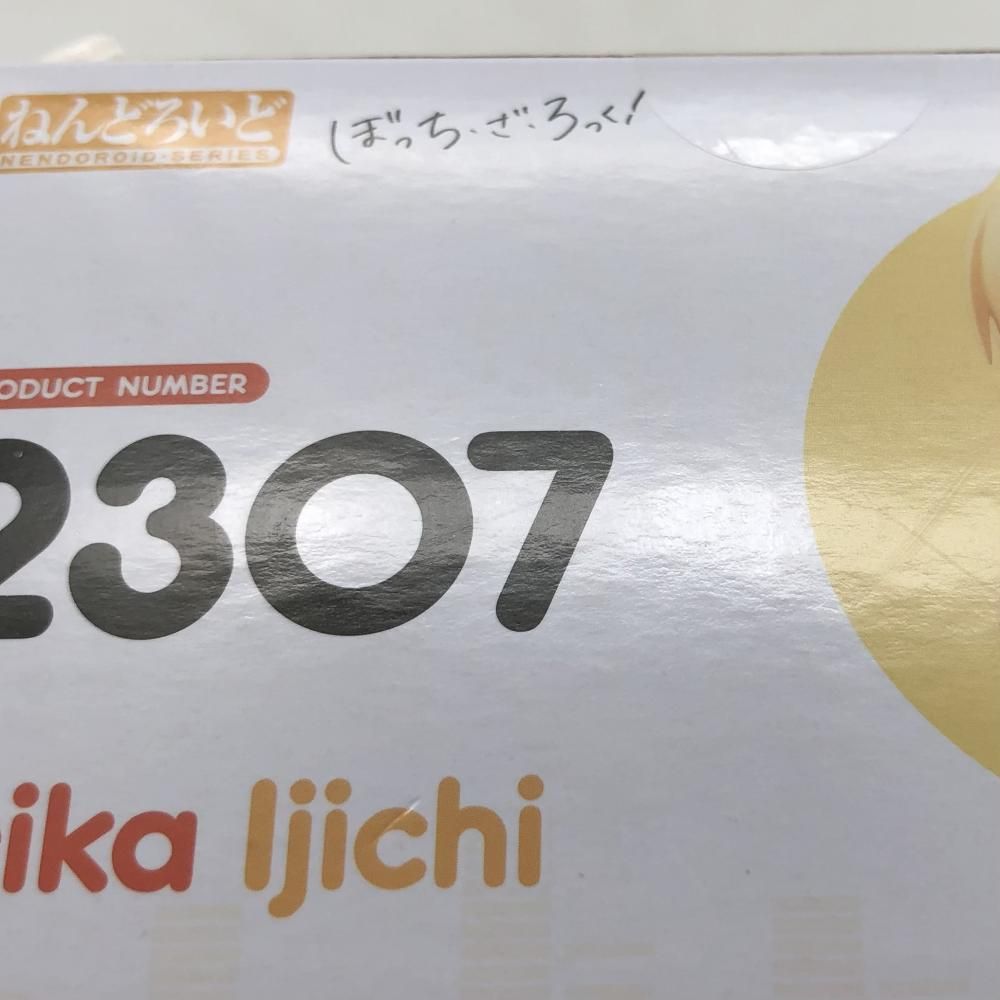 ねんどろいど ぼっち・ざ・ろっく!
NENDOROID SERIES
ODUCT NUMBER
2307
ika Ijichi